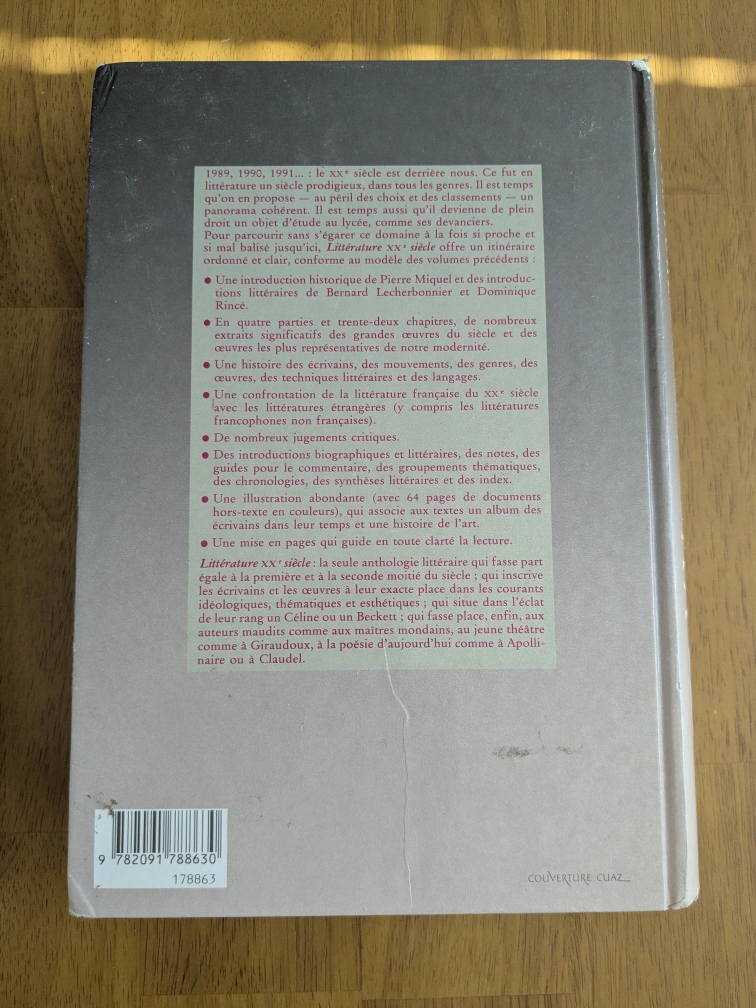 1989, 1990, 1991... : le XXe siècle est derrière nous. Ce fut en
littérature un siècle prodigieux, dans tous les genres. Il est temps
qu'on en propose — au péril des choix et des classements — un
panorama cohérent. Il est temps aussi qu'il devienne de plein
droit un objet d'étude au lycée, comme ses devanciers.
Pour parcourir sans s'égarer ce domaine à la fois si proche et
si mal balisé jusqu'ici, Littérature XXe siècle offre un itinéraire
ordonné et clair, conforme au modèle des volumes précédents :
● Une introduction historique de Pierre Miquel et des introduc-
tions littéraires de Bernard Lecherbonnier et Dominique
Rincé.
● En quatre parties et trente-deux chapitres, de nombreux
extraits significatifs des grandes œuvres du siècle et des
œuvres les plus représentatives de notre modernité.
● Une histoire des écrivains, des mouvements, des genres, des
œuvres, des techniques littéraires et des langages.
● Une confrontation de la littérature française du XXe siècle
avec les littératures étrangères (y compris les littératures
francophones non françaises).
● De nombreux jugements critiques.
● Des introductions biographiques et littéraires, des notes, des
guides pour le commentaire, des groupements thématiques,
des chronologies, des synthèses littéraires et des index.
● Une illustration abondante (avec 64 pages de documents
hors-texte en couleurs), qui associe aux textes un album des
écrivains dans leur temps et une histoire de l'art.
● Une mise en pages qui guide en toute clarté la lecture.
Littérature XXe siècle : la seule anthologie littéraire qui fasse part
égale à la première et à la seconde moitié du siècle ; qui inscrive
les écrivains et les œuvres à leur exacte place dans les courants
idéologiques, thématiques et esthétiques ; qui situe dans l'éclat
de leur rang un Céline ou un Beckett ; qui fasse place, enfin, aux
auteurs maudits comme aux maîtres mondains, au jeune théâtre
comme à Giraudoux, à la poésie d'aujourd'hui comme à Apolli-
naire ou à Claudel.
9 782091 788630
178863
COUVERTURE CUAZ